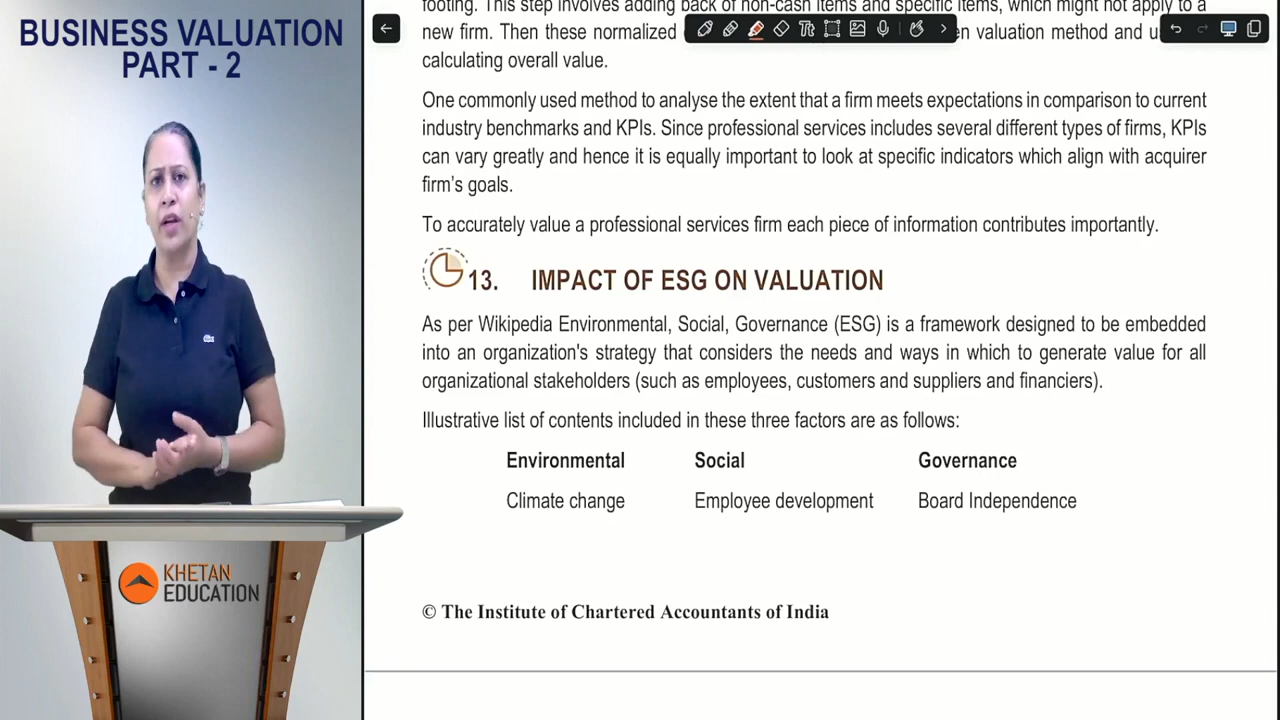 BUSINESS VALUATION
PART - 2
footing. This step involves adding back of non-cash items and specific items, which might not apply to a
new firm. Then these normalized valuation method and
calculating overall value.
One commonly used method to analyse the extent that a firm meets expectations in comparison to current
industry benchmarks and KPIs. Since professional services includes several different types of firms, KPIs
can vary greatly and hence it is equally important to look at specific indicators which align with acquirer
firm's goals.
To accurately value a professional services firm each piece of information contributes importantly.
13. IMPACT OF ESG ON VALUATION
As per Wikipedia Environmental, Social, Governance (ESG) is a framework designed to be embedded
into an organization's strategy that considers the needs and ways in which to generate value for all
organizational stakeholders (such as employees, customers and suppliers and financiers).
Illustrative list of contents included in these three factors are as follows:
Environmental Social Governance
Climate change Employee development Board Independence
© The Institute of Chartered Accountants of India
KHETAN
EDUCATION